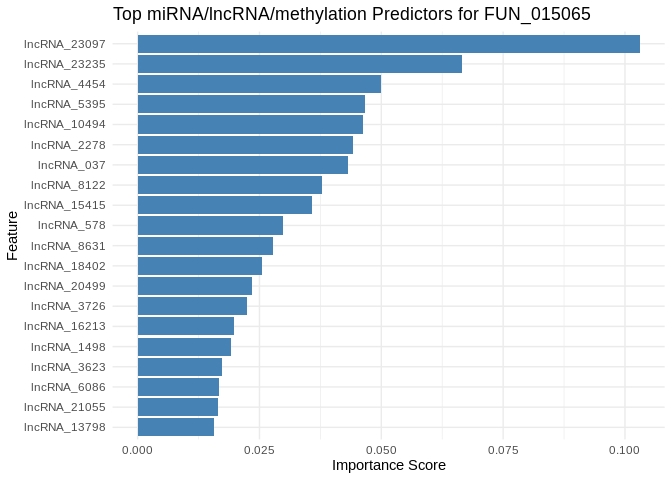 Top miRNA/lncRNA/methylation Predictors for FUN_015065
Feature
lncRNA_23097
lncRNA_23235
lncRNA_4454
lncRNA_5395
lncRNA_10494
lncRNA_2278
lncRNA_037
lncRNA_8122
lncRNA_15415
lncRNA_578
lncRNA_8631
lncRNA_18402
lncRNA_20499
lncRNA_3726
lncRNA_16213
lncRNA_1498
lncRNA_3623
lncRNA_6086
lncRNA_21055
lncRNA_13798
0.000 0.025 0.050 0.075 0.100
Importance Score